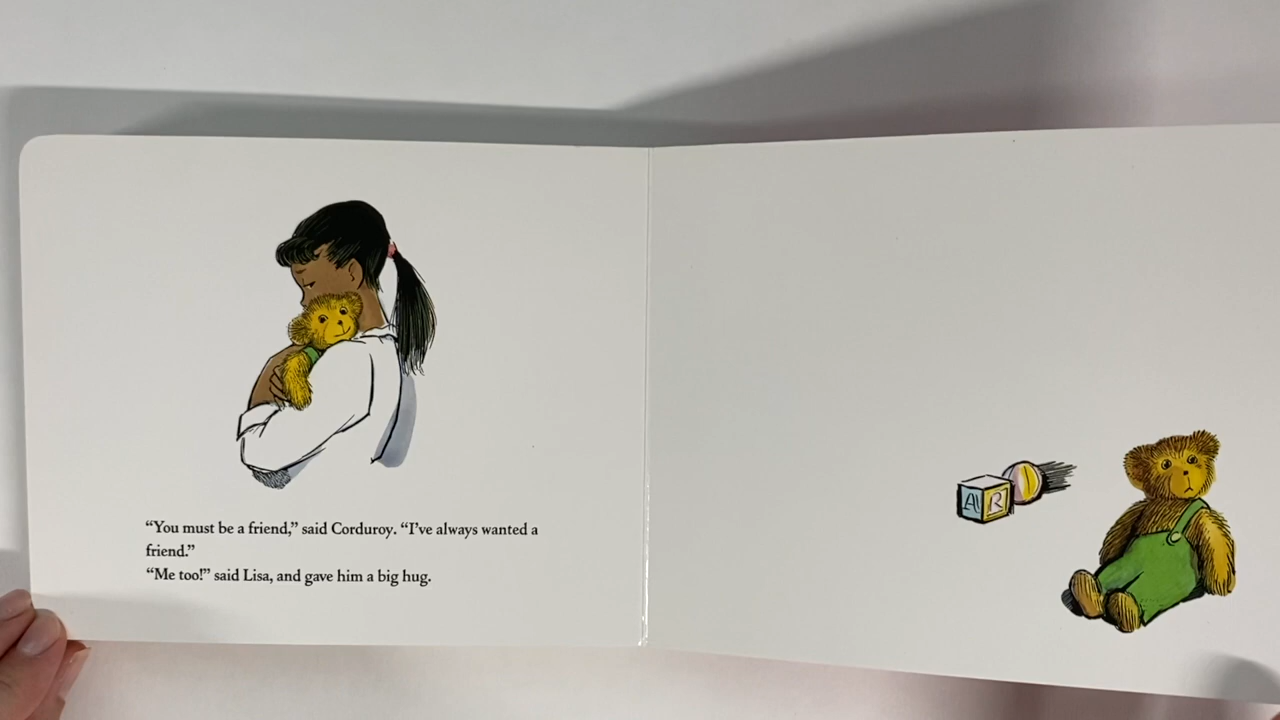 “You must be a friend,” said Corduroy. “I’ve always wanted a
friend.”
“Me too!” said Lisa, and gave him a big hug.
A R